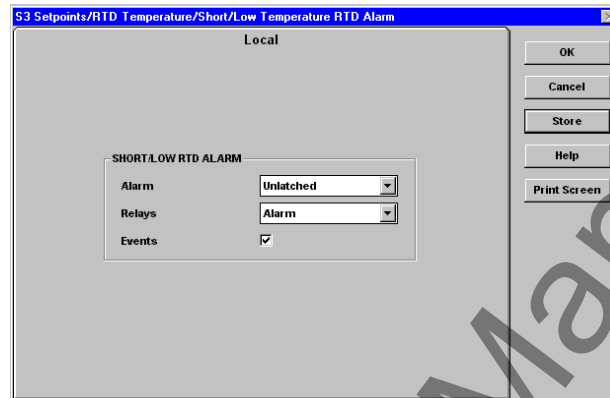 S3 Setpoints/RTD Temperature/Short/Low Temperature RTD Alarm
Local
OK
Cancel
Store
Help
Print Screen
SHORT/LOW RTD ALARM
Alarm Unlatched
Relays Alarm
Events
Man